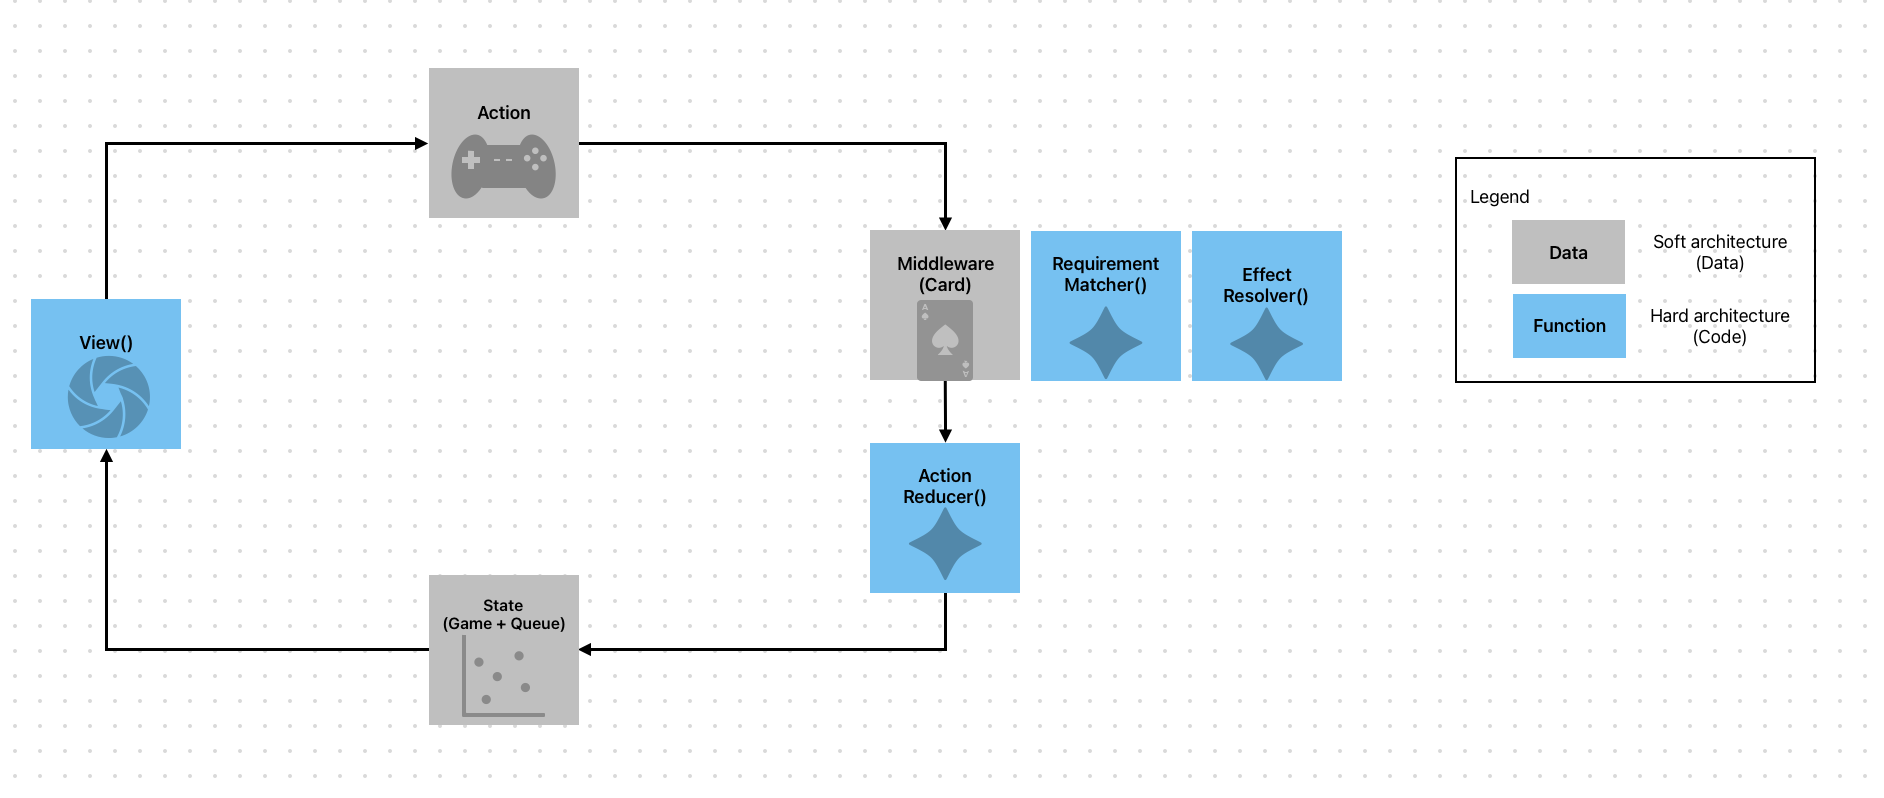 Action
Middleware
(Card)
A
A
Requirement
Matcher()
Effect
Resolver()
View()
Action
Reducer()
State
(Game + Queue)
Legend
Data
Soft architecture
(Data)
Function
Hard architecture
(Code)